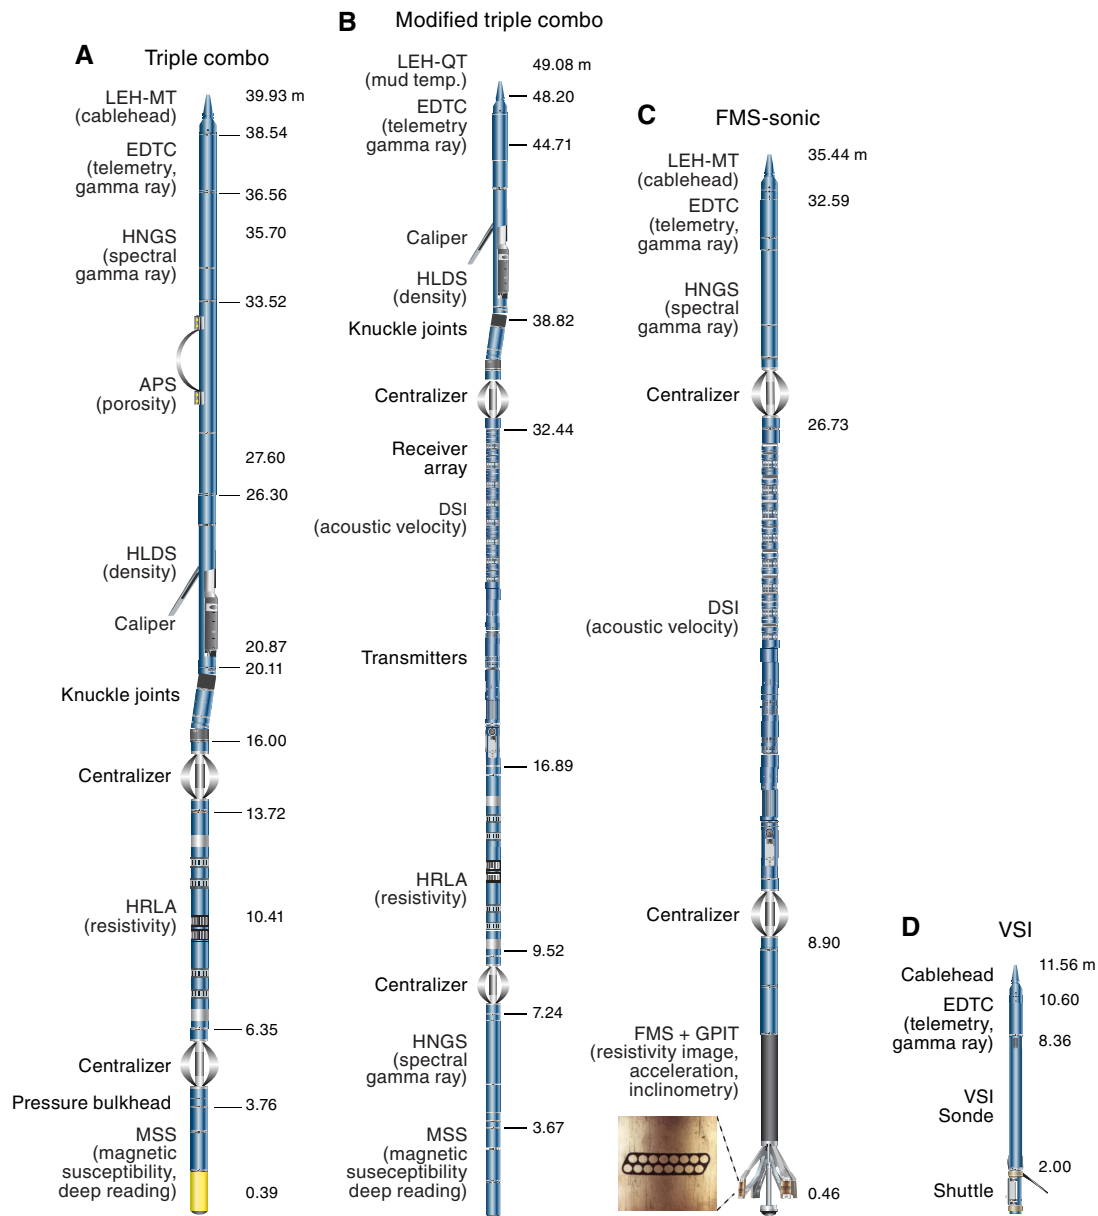 A
Triple combo
LEH-MT
(cablehead)
39.93 m
38.54
EDTC
(telemetry,
gamma ray)
36.56
35.70
HNGS
(spectral
gamma ray)
33.52
APS
(porosity)
27.60
26.30
HLDS
(density)
Caliper
20.87
20.11
Knuckle joints
16.00
Centralizer
13.72
HRLA
(resistivity)
10.41
6.35
Centralizer
Pressure bulkhead
3.76
MSS
(magnetic
susceptibility,
deep reading)
0.39
B
Modified triple combo
LEH-QT
(mud temp.)
49.08 m
48.20
EDTC
(telemetry
gamma ray)
44.71
Caliper
HLDS
(density)
38.82
Knuckle joints
Centralizer
32.44
Receiver
array
DSI
(acoustic velocity)
Transmitters
16.89
HRLA
(resistivity)
9.52
Centralizer
7.24
HNGS
(spectral
gamma ray)
3.67
MSS
(magnetic
suseceptibility
deep reading)
C
FMS-sonic
LEH-MT
(cablehead)
35.44 m
32.59
EDTC
(telemetry,
gamma ray)
HNGS
(spectral
gamma ray)
Centralizer
26.73
DSI
(acoustic velocity)
Centralizer
8.90
FMS + GPIT
(resistivity image,
acceleration,
inclinometry)
0.46
D
VSI
Cablehead
11.56 m
10.60
EDTC
(telemetry,
gamma ray)
8.36
VSI
Sonde
2.00
Shuttle